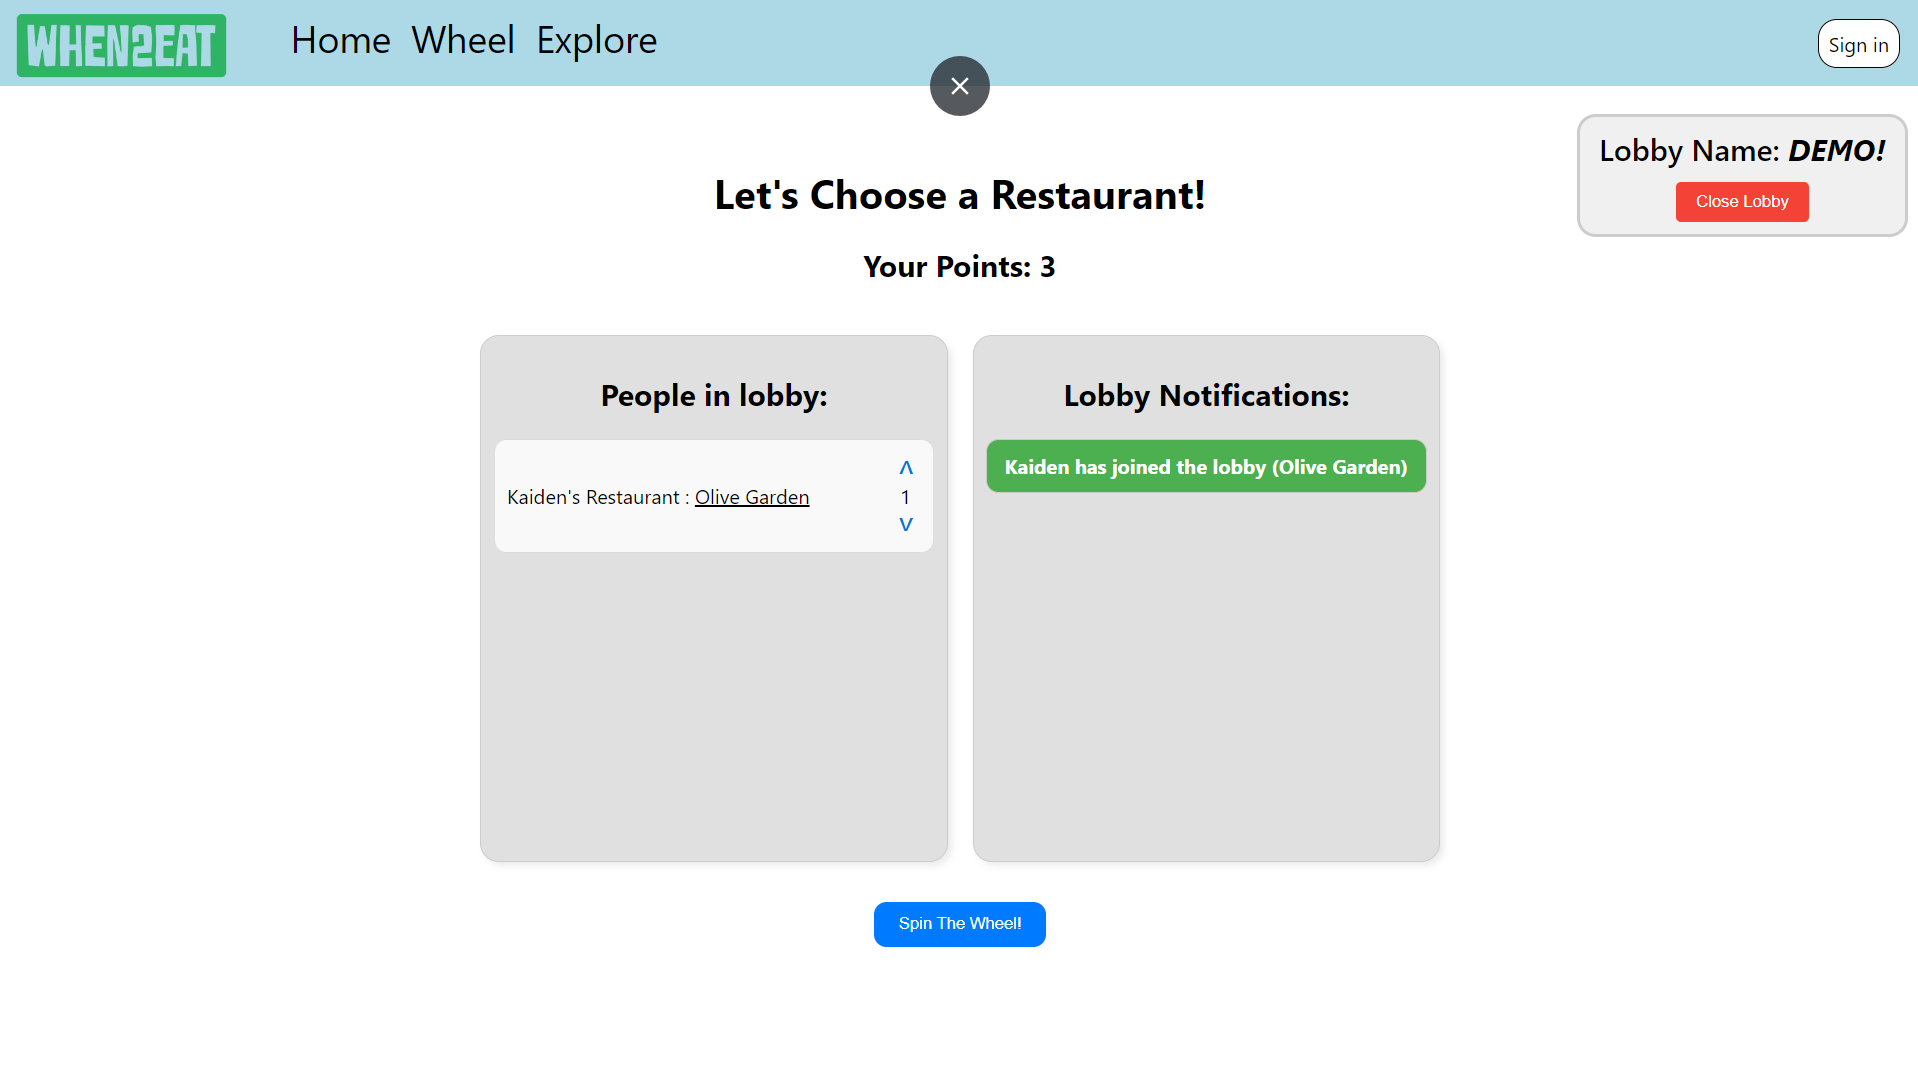 WHEN2EAT
Home Wheel Explore
Sign in
Lobby Name: DEMO!
Close Lobby
Let's Choose a Restaurant!
Your Points: 3
People in lobby:
Kaiden's Restaurant : Olive Garden
1
Lobby Notifications:
Kaiden has joined the lobby (Olive Garden)
Spin The Wheel!